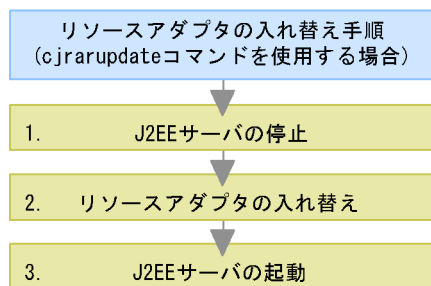 リソースアダプタの入れ替え手順
(cjrarupdateコマンドを使用する場合)
1. J2EEサーバの停止
2. リソースアダプタの入れ替え
3. J2EEサーバの起動